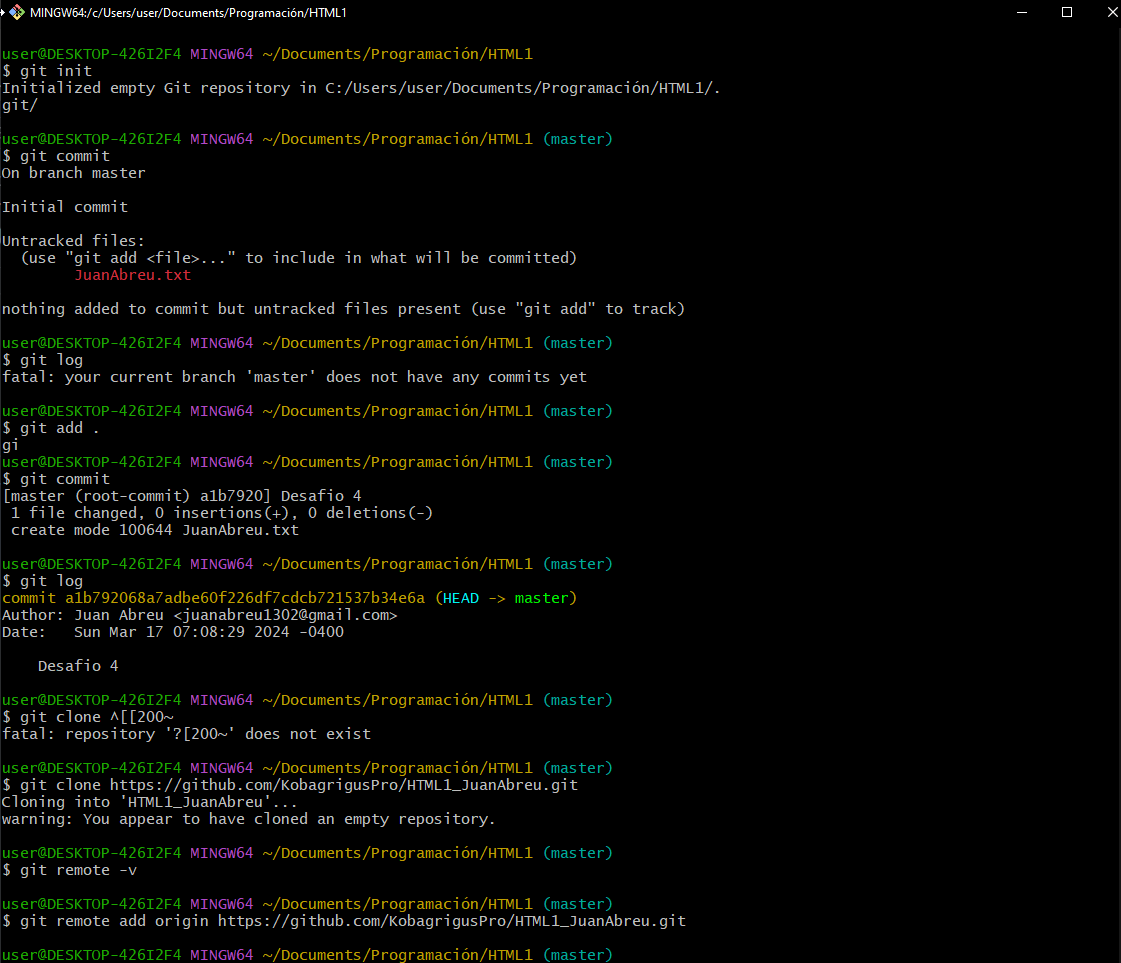 MINGW64:/c/Users/user/Documents/Programación/HTML1
user@DESKTOP-426I2F4 MINGW64 ~/Documents/Programación/HTML1
$ git init
Initialized empty Git repository in C:/Users/user/Documents/Programación/HTML1/.
git/
user@DESKTOP-426I2F4 MINGW64 ~/Documents/Programación/HTML1 (master)
$ git commit
On branch master
Initial commit
Untracked files:
(use "git add <file>..." to include in what will be committed)
JuanAbreu.txt
nothing added to commit but untracked files present (use "git add" to track)
user@DESKTOP-426I2F4 MINGW64 ~/Documents/Programación/HTML1 (master)
$ git log
fatal: your current branch 'master' does not have any commits yet
user@DESKTOP-426I2F4 MINGW64 ~/Documents/Programación/HTML1 (master)
$ git add .
gi
user@DESKTOP-426I2F4 MINGW64 ~/Documents/Programación/HTML1 (master)
$ git commit
[master (root-commit) a1b7920] Desafio 4
1 file changed, 0 insertions(+), 0 deletions(-)
create mode 100644 JuanAbreu.txt
user@DESKTOP-426I2F4 MINGW64 ~/Documents/Programación/HTML1 (master)
$ git log
commit a1b792068a7adbe60f226df7cdcb721537b34e6a (HEAD -> master)
Author: Juan Abreu <juanabreu1302@gmail.com>
Date:   Sun Mar 17 07:08:29 2024 -0400
Desafio 4
user@DESKTOP-426I2F4 MINGW64 ~/Documents/Programación/HTML1 (master)
$ git clone ^[[200~
fatal: repository '?[200~' does not exist
user@DESKTOP-426I2F4 MINGW64 ~/Documents/Programación/HTML1 (master)
$ git clone https://github.com/KobagrigusPro/HTML1_JuanAbreu.git
Cloning into 'HTML1_JuanAbreu'...
warning: You appear to have cloned an empty repository.
user@DESKTOP-426I2F4 MINGW64 ~/Documents/Programación/HTML1 (master)
$ git remote -v
user@DESKTOP-426I2F4 MINGW64 ~/Documents/Programación/HTML1 (master)
$ git remote add origin https://github.com/KobagrigusPro/HTML1_JuanAbreu.git
user@DESKTOP-426I2F4 MINGW64 ~/Documents/Programación/HTML1 (master)